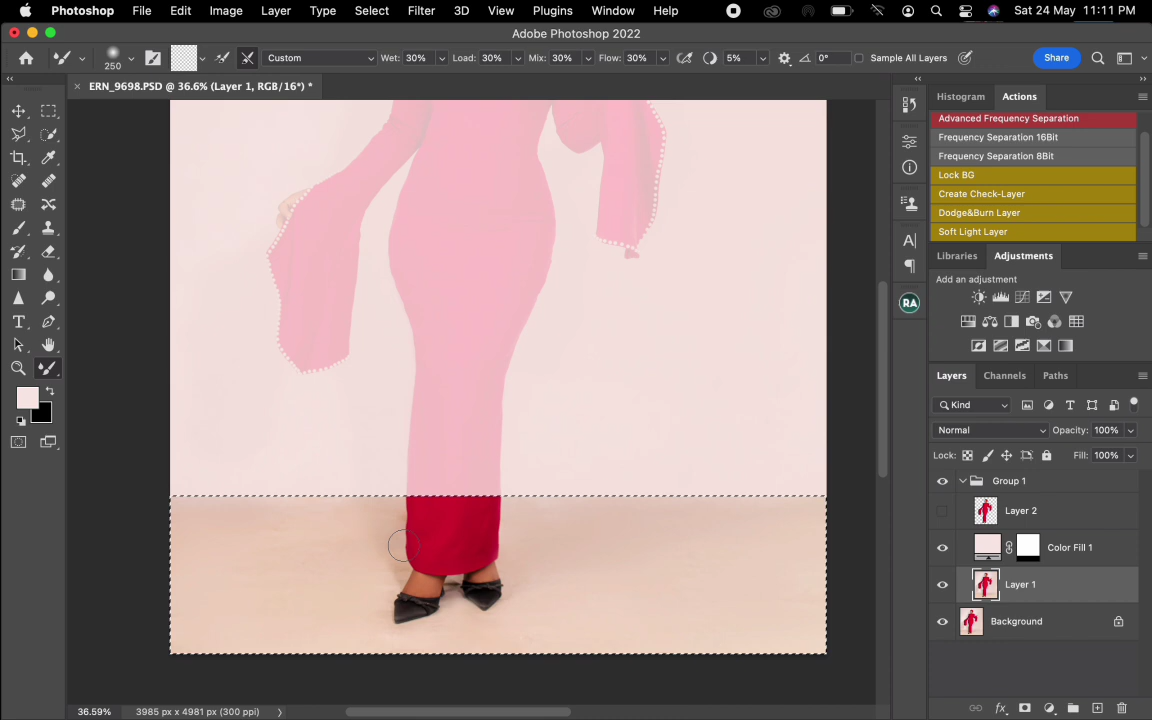 Photoshop File Edit Image Layer Type Select Filter 3D View Plugins Window Help Sat 24 May 11:11 PM
Adobe Photoshop 2022
250 Custom Wet: 30% Load: 30% Mix: 30% Flow: 30% 5% 0° Sample All Layers Share
ERN_9698.PSD @ 36.6% (Layer 1, RGB/16*) *
Histogram Actions
Advanced Frequency Separation
Frequency Separation 16Bit
Frequency Separation 8Bit
Lock BG
Create Check-Layer
Dodge&Burn Layer
Soft Light Layer
Libraries Adjustments
Add an adjustment
RA
Layers Channels Paths
Kind
Normal Opacity: 100%
Lock: Fill: 100%
Group 1
Layer 2
Color Fill 1
Layer 1
Background
36.59% 3985 px x 4981 px (300 ppi)